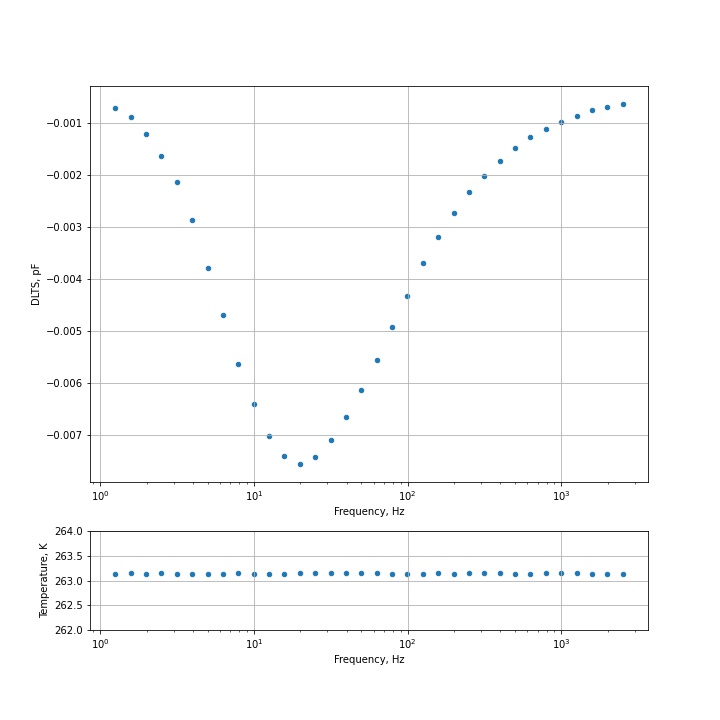 −0.001
−0.002
−0.003
−0.004
−0.005
−0.006
−0.007
DLTS, pF
10⁰ 10¹ 10² 10³
Frequency, Hz
264.0
263.5
263.0
262.5
262.0
Temperature, K
10⁰ 10¹ 10² 10³
Frequency, Hz